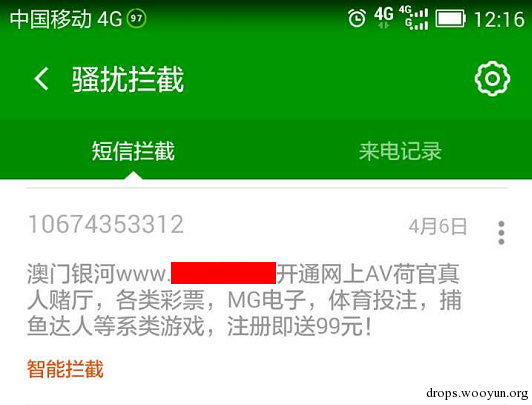 中国移动 4G 97 4G 4G G 12:16
骚扰拦截
短信拦截 来电记录
10674353312 4月6日
澳门银河www. 开通网上AV荷官真
人赌厅，各类彩票，MG电子，体育投注，捕
鱼达人等系类游戏，注册即送99元！
智能拦截
drops.wooyun.org